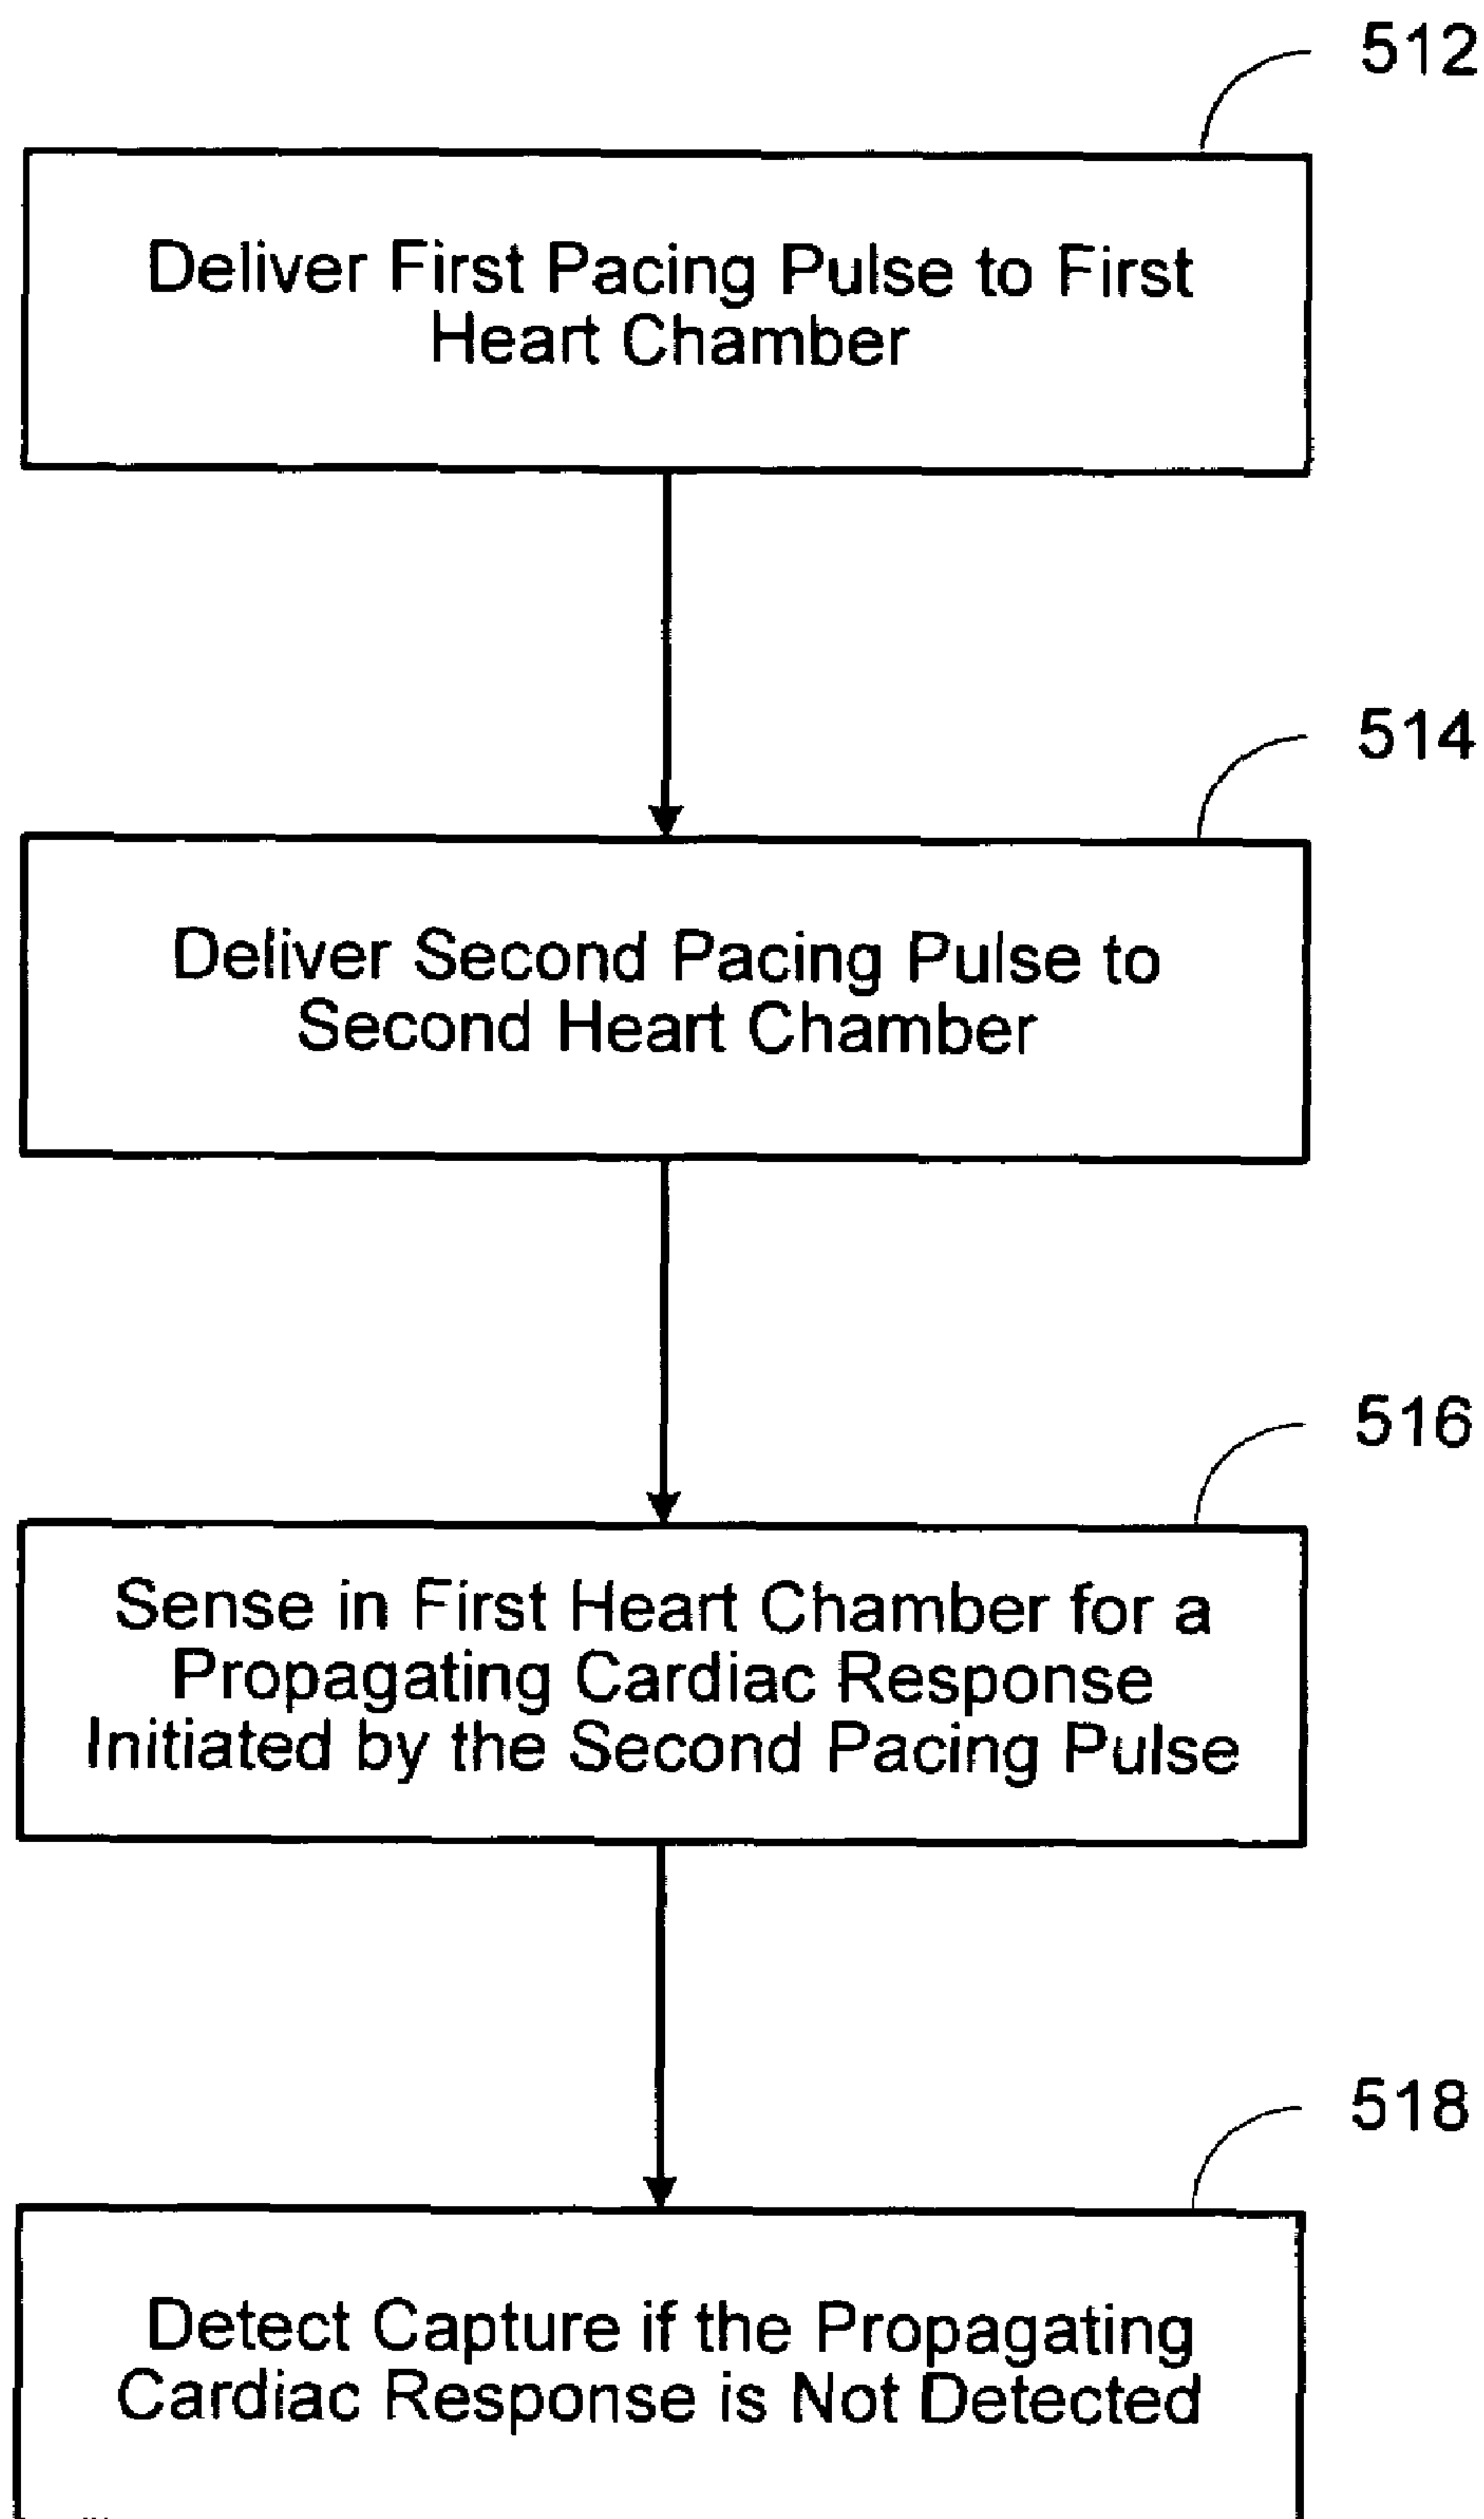 512
Deliver First Pacing Pulse to First
Heart Chamber
514
Deliver Second Pacing Pulse to
Second Heart Chamber
516
Sense in First Heart Chamber for a
Propagating Cardiac Response
Initiated by the Second Pacing Pulse
518
Detect Capture if the Propagating
Cardiac Response is Not Detected